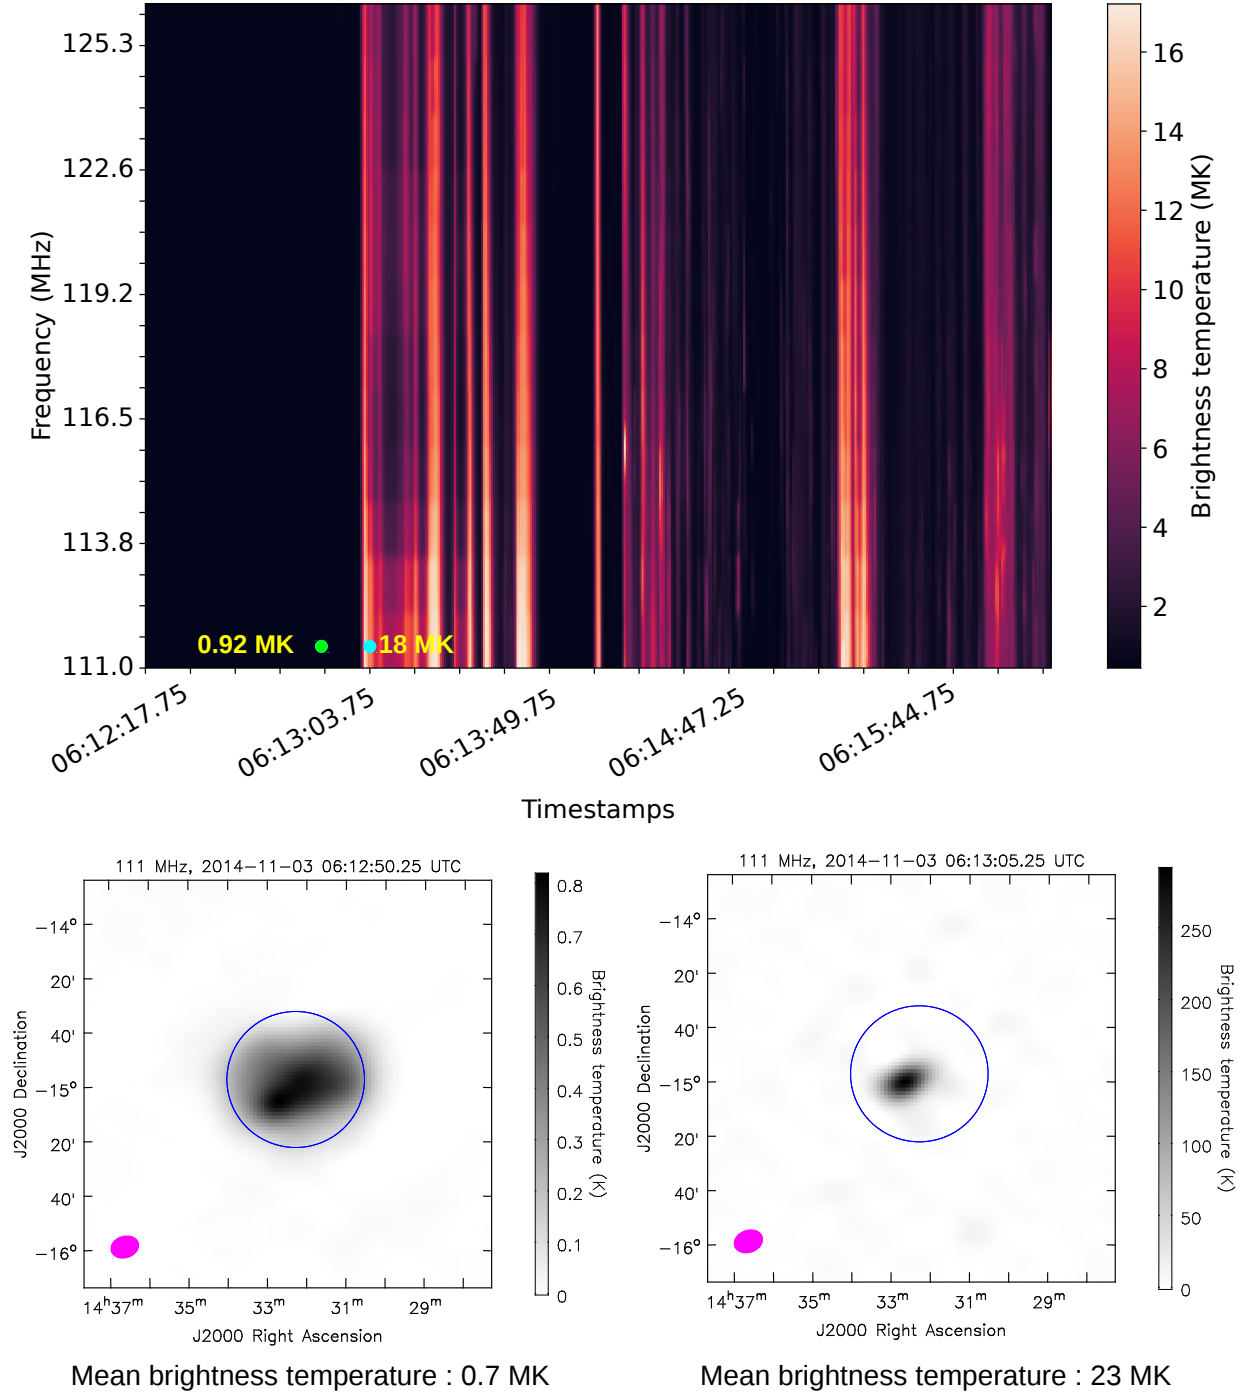 125.3
122.6
119.2
116.5
113.8
111.0
Frequency (MHz)
0.92 MK
18 MK
06:12:17.75
06:13:03.75
06:13:49.75
06:14:47.25
06:15:44.75
Timestamps
16
14
12
10
8
6
4
2
Brightness temperature (MK)
111 MHz, 2014-11-03 06:12:50.25 UTC
-14°
20'
40'
-15°
20'
40'
-16°
J2000 Declination
14ʰ37ᵐ
35ᵐ
33ᵐ
31ᵐ
29ᵐ
J2000 Right Ascension
0.8
0.7
0.6
0.5
0.4
0.3
0.2
0.1
0
Brightness temperature (K)
Mean brightness temperature : 0.7 MK
111 MHz, 2014-11-03 06:13:05.25 UTC
-14°
20'
40'
-15°
20'
40'
-16°
J2000 Declination
14ʰ37ᵐ
35ᵐ
33ᵐ
31ᵐ
29ᵐ
J2000 Right Ascension
250
200
150
100
50
0
Brightness temperature (K)
Mean brightness temperature : 23 MK